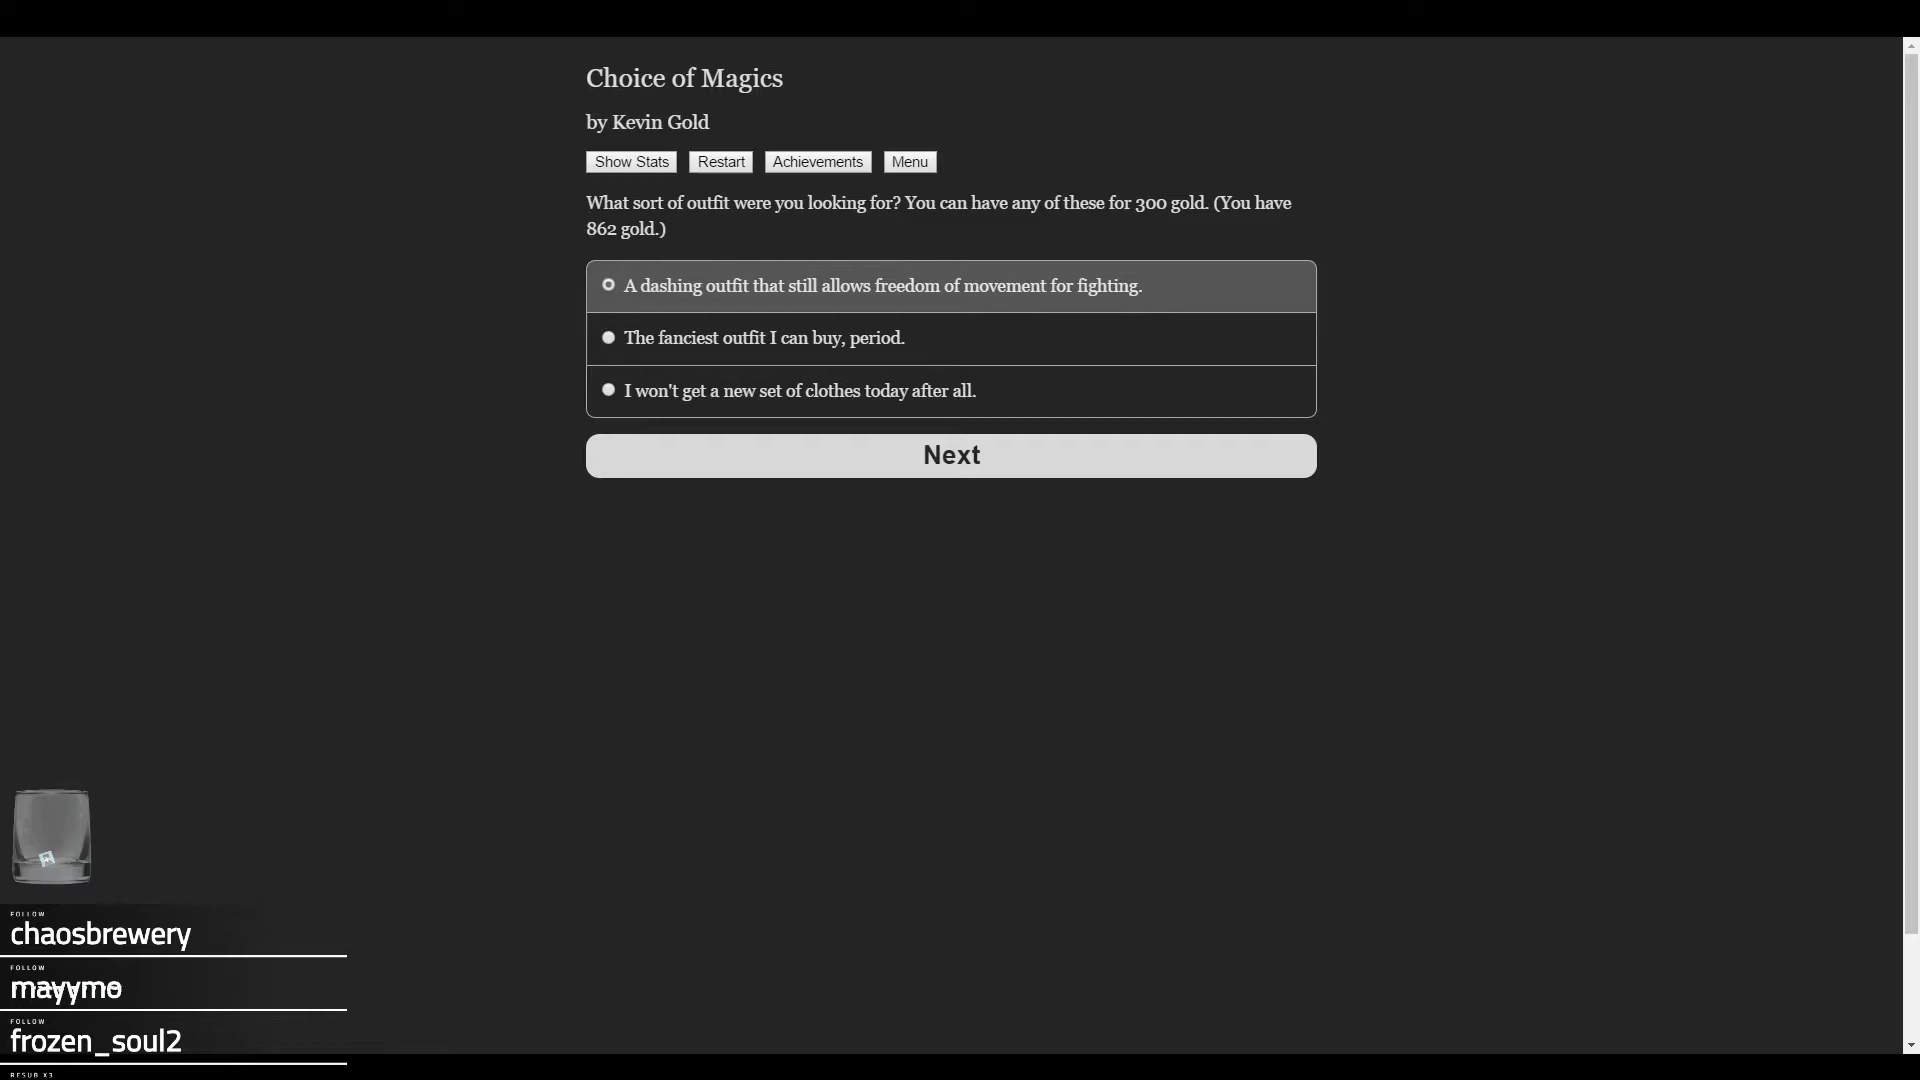 Choice of Magics
by Kevin Gold
Show Stats Restart Achievements Menu
What sort of outfit were you looking for? You can have any of these for 300 gold. (You have
862 gold.)
A dashing outfit that still allows freedom of movement for fighting.
The fanciest outfit I can buy, period.
I won't get a new set of clothes today after all.
Next
FOLLOW
chaosbrewery
FOLLOW
mayymo
FOLLOW
frozen_soul2
RESUB X3